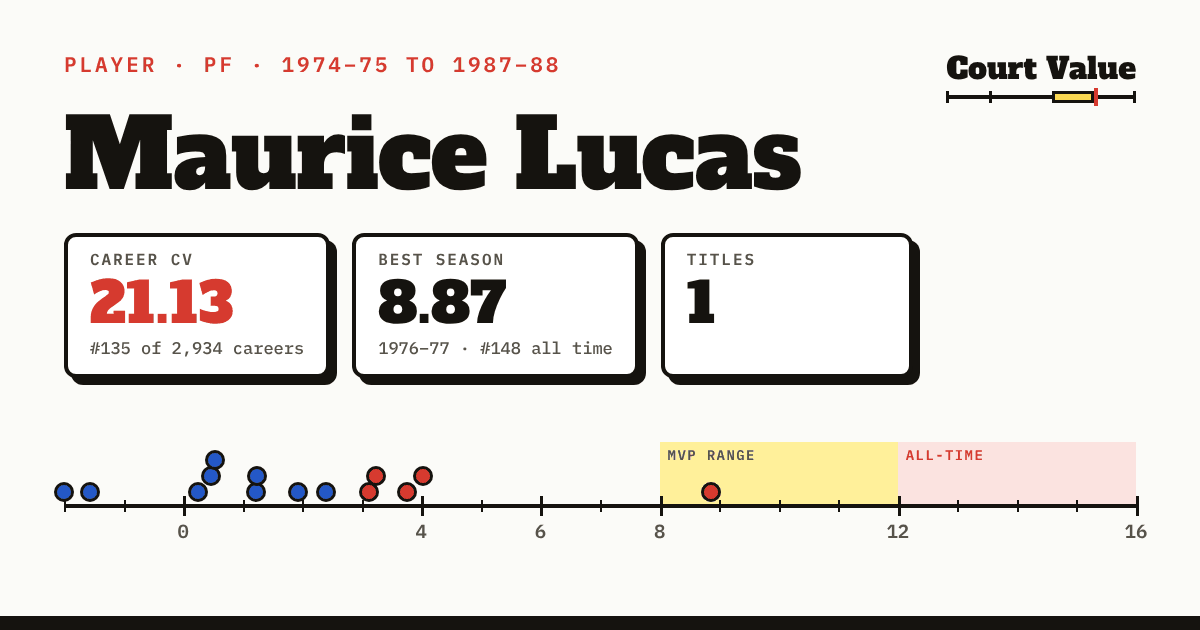 PLAYER · PF · 1974–75 TO 1987–88
Court Value
Maurice Lucas
CAREER CV
21.13
#135 of 2,934 careers
BEST SEASON
8.87
1976–77 · #148 all time
TITLES
1
MVP RANGE
ALL-TIME
0 4 6 8 12 16